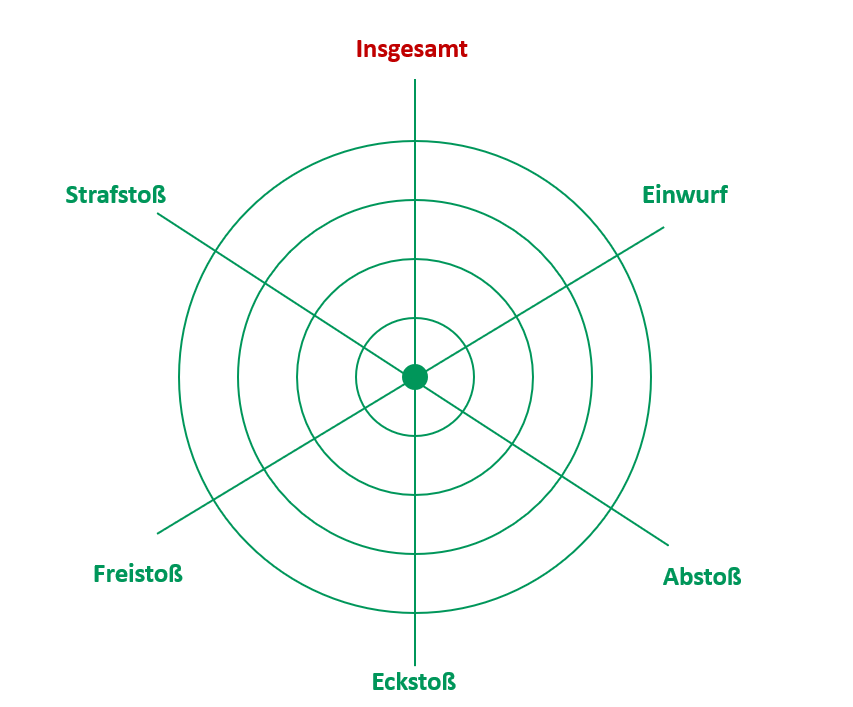 Insgesamt
Strafstoß
Einwurf
Freistoß
Abstoß
Eckstoß